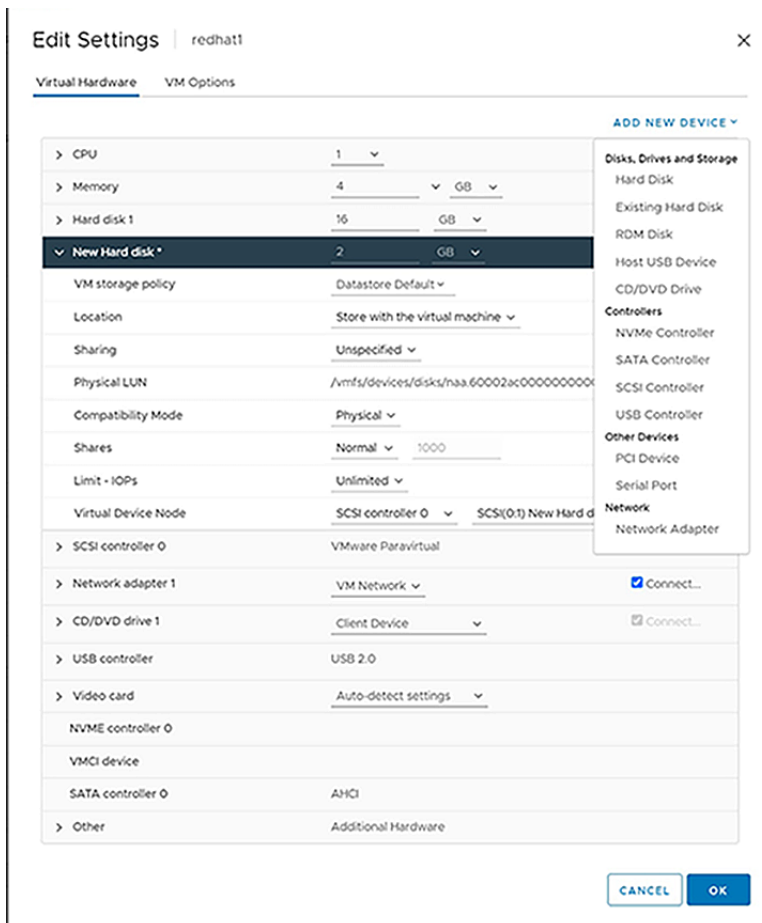 Edit Settings redhat1
Virtual Hardware VM Options
ADD NEW DEVICE
CPU 1
Memory 4 GB
Hard disk 1 16 GB
New Hard disk * 2 GB
VM storage policy Datastore Default
Location Store with the virtual machine
Sharing Unspecified
Physical LUN /vmfs/devices/disks/naa.60002ac0000000000
Compatibility Mode Physical
Shares Normal 1000
Limit - IOPs Unlimited
Virtual Device Node SCSI controller 0 SCSI(0:1) New Hard d
SCSI controller 0 VMware Paravirtual
Network adapter 1 VM Network Connect...
CD/DVD drive 1 Client Device Connect...
USB controller USB 2.0
Video card Auto-detect settings
NVME controller 0
VMCI device
SATA controller 0 AHCI
Other Additional Hardware
Disks, Drives and Storage
Hard Disk
Existing Hard Disk
RDM Disk
Host USB Device
CD/DVD Drive
Controllers
NVMe Controller
SATA Controller
SCSI Controller
USB Controller
Other Devices
PCI Device
Serial Port
Network
Network Adapter
CANCEL OK